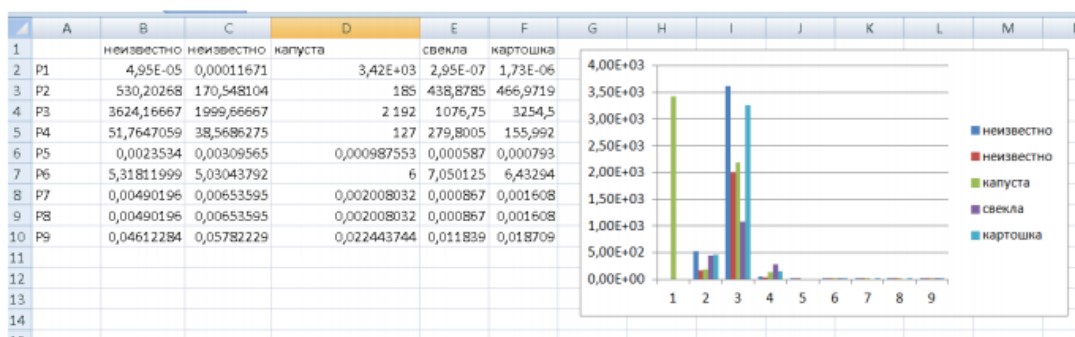 A B C D E F G H I J K L M
1 неизвестно неизвестно капуста свекла картошка
2 P1 4,95E-05 0,00011671 3,42E+03 2,95E-07 1,73E-06
3 P2 530,20268 170,548104 185 438,8785 466,9719
4 P3 3624,16667 1999,66667 2 192 1076,75 3254,5
5 P4 51,7647059 38,5686275 127 279,8005 155,992
6 P5 0,0023534 0,00309565 0,000987553 0,000587 0,000793
7 P6 5,31811999 5,03043792 6 7,050125 6,43294
8 P7 0,00490196 0,00653595 0,002008032 0,000867 0,001608
9 P8 0,00490196 0,00653595 0,002008032 0,000867 0,001608
10 P9 0,04612284 0,05782229 0,022443744 0,011839 0,018709
11
12
13
14
4,00E+03
3,50E+03
3,00E+03
2,50E+03
2,00E+03
1,50E+03
1,00E+03
5,00E+02
0,00E+00
1 2 3 4 5 6 7 8 9
неизвестно
неизвестно
капуста
свекла
картошка